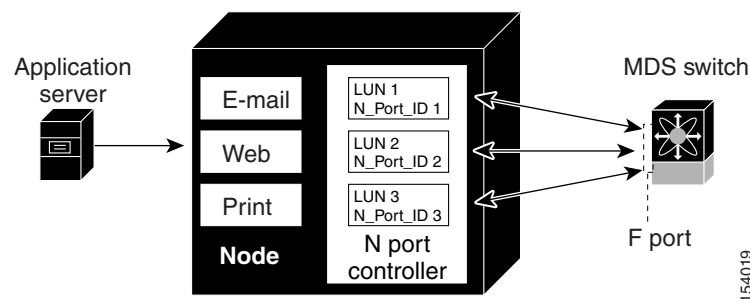 Application
server
E-mail
Web
Print
Node
LUN 1
N_Port_ID 1
LUN 2
N_Port_ID 2
LUN 3
N_Port_ID 3
N port
controller
MDS switch
F port
154019